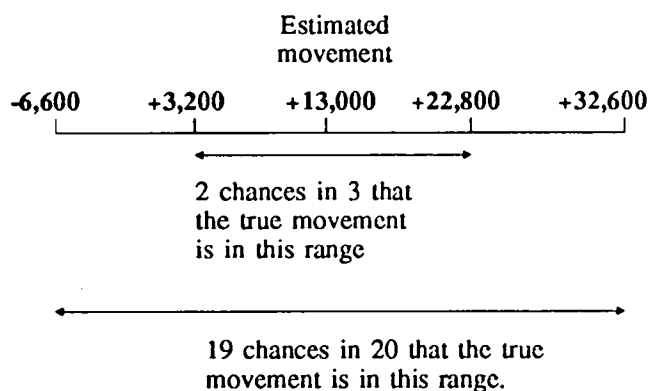 Estimated
movement
-6,600 +3,200 +13,000 +22,800 +32,600
2 chances in 3 that
the true movement
is in this range
19 chances in 20 that the true
movement is in this range.